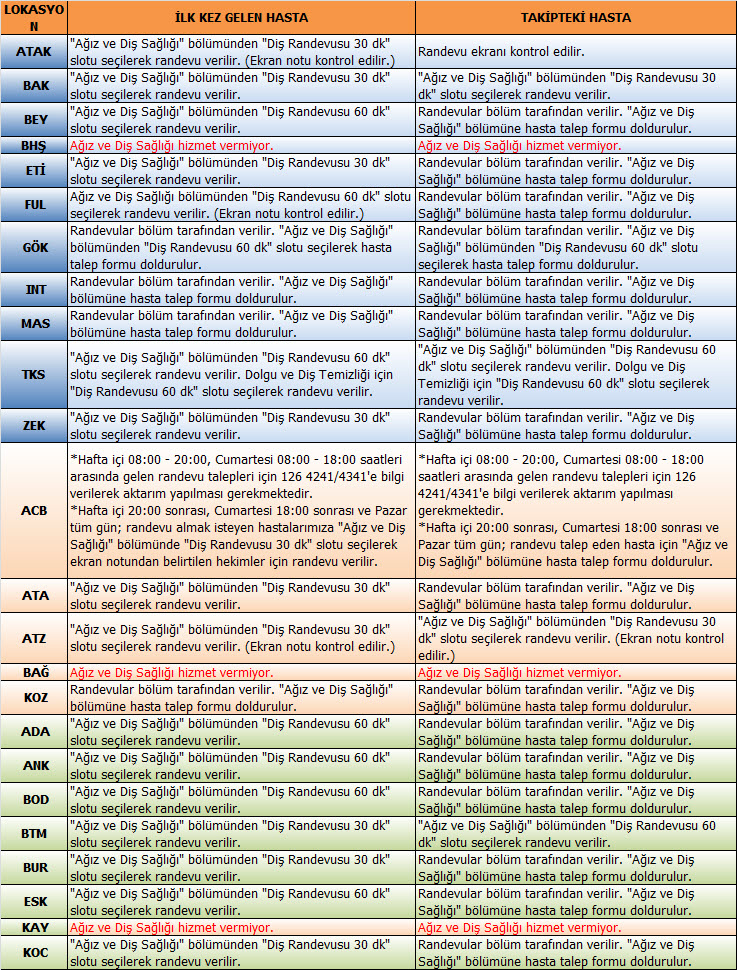 LOKASYO
N
İLK KEZ GELEN HASTA
TAKİPTEKİ HASTA
ATAK
"Ağız ve Diş Sağlığı" bölümünden "Diş Randevusu 30 dk"
slotu seçilerek randevu verilir. (Ekran notu kontrol edilir.)
Randevu ekranı kontrol edilir.
BAK
"Ağız ve Diş Sağlığı" bölümünden "Diş Randevusu 30 dk"
slotu seçilerek randevu verilir.
"Ağız ve Diş Sağlığı" bölümünden "Diş Randevusu 30
dk" slotu seçilerek randevu verilir.
BEY
"Ağız ve Diş Sağlığı" bölümünden "Diş Randevusu 60 dk"
slotu seçilerek randevu verilir.
Randevular bölüm tarafından verilir. "Ağız ve Diş
Sağlığı" bölümüne hasta talep formu doldurulur.
BHŞ
Ağız ve Diş Sağlığı hizmet vermiyor.
Ağız ve Diş Sağlığı hizmet vermiyor.
ETİ
"Ağız ve Diş Sağlığı" bölümünden "Diş Randevusu 30 dk"
slotu seçilerek randevu verilir.
Randevular bölüm tarafından verilir. "Ağız ve Diş
Sağlığı" bölümüne hasta talep formu doldurulur.
FUL
Ağız ve Diş Sağlığı bölümünden "Diş Randevusu 60 dk" slotu
seçilerek randevu verilir. (Ekran notu kontrol edilir.)
Randevular bölüm tarafından verilir. "Ağız ve Diş
Sağlığı" bölümüne hasta talep formu doldurulur.
GÖK
Randevular bölüm tarafından verilir. "Ağız ve Diş Sağlığı"
bölümünden "Diş Randevusu 60 dk" slotu seçilerek hasta
talep formu doldurulur.
Randevular bölüm tarafından verilir. "Ağız ve Diş
Sağlığı" bölümünden "Diş Randevusu 60 dk" slotu
seçilerek hasta talep formu doldurulur.
INT
Randevular bölüm tarafından verilir. "Ağız ve Diş Sağlığı"
bölümüne hasta talep formu doldurulur.
Randevular bölüm tarafından verilir. "Ağız ve Diş
Sağlığı" bölümüne hasta talep formu doldurulur.
MAS
Randevular bölüm tarafından verilir. "Ağız ve Diş Sağlığı"
bölümüne hasta talep formu doldurulur.
Randevular bölüm tarafından verilir. "Ağız ve Diş
Sağlığı" bölümüne hasta talep formu doldurulur.
TKS
"Ağız ve Diş Sağlığı" bölümünden "Diş Randevusu 60 dk"
slotu seçilerek randevu verilir. Dolgu ve Diş Temizliği için
"Diş Randevusu 60 dk" slotu seçilerek randevu verilir.
"Ağız ve Diş Sağlığı" bölümünden "Diş Randevusu 60
dk" slotu seçilerek randevu verilir. Dolgu ve Diş
Temizliği için "Diş Randevusu 60 dk" slotu seçilerek
randevu verilir.
ZEK
"Ağız ve Diş Sağlığı" bölümünden "Diş Randevusu 30 dk"
slotu seçilerek randevu verilir.
Randevular bölüm tarafından verilir. "Ağız ve Diş
Sağlığı" bölümüne hasta talep formu doldurulur.
ACB
*Hafta içi 08:00 - 20:00, Cumartesi 08:00 - 18:00 saatleri
arasında gelen randevu talepleri için 126 4241/4341'e bilgi
verilerek aktarım yapılması gerekmektedir.
*Hafta içi 20:00 sonrası, Cumartesi 18:00 sonrası ve Pazar
tüm gün; randevu almak isteyen hastalarımıza "Ağız ve Diş
Sağlığı" bölümünde "Diş Randevusu 30 dk" slotu seçilerek
ekran notundan belirtilen hekimler için randevu verilir.
*Hafta içi 08:00 - 20:00, Cumartesi 08:00 - 18:00
saatleri arasında gelen randevu talepleri için 126
4241/4341'e bilgi verilerek aktarım yapılması
gerekmektedir.
*Hafta içi 20:00 sonrası, Cumartesi 18:00 sonrası ve
Pazar tüm gün; randevu talep eden hasta için "Ağız ve
Diş Sağlığı" bölümüne hasta talep formu doldurulur.
ATA
"Ağız ve Diş Sağlığı" bölümünden "Diş Randevusu 30 dk"
slotu seçilerek randevu verilir.
Randevular bölüm tarafından verilir. "Ağız ve Diş
Sağlığı" bölümüne hasta talep formu doldurulur.
ATZ
"Ağız ve Diş Sağlığı" bölümünden "Diş Randevusu 30 dk"
slotu seçilerek randevu verilir. (Ekran notu kontrol edilir.)
"Ağız ve Diş Sağlığı" bölümünden "Diş Randevusu 30
dk" slotu seçilerek randevu verilir. (Ekran notu kontrol
edilir.)
BAĞ
Ağız ve Diş Sağlığı hizmet vermiyor.
Ağız ve Diş Sağlığı hizmet vermiyor.
KOZ
Randevular bölüm tarafından verilir. "Ağız ve Diş Sağlığı"
bölümüne hasta talep formu doldurulur.
Randevular bölüm tarafından verilir. "Ağız ve Diş
Sağlığı" bölümüne hasta talep formu doldurulur.
ADA
"Ağız ve Diş Sağlığı" bölümünden "Diş Randevusu 60 dk"
slotu seçilerek randevu verilir.
Randevular bölüm tarafından verilir. "Ağız ve Diş
Sağlığı" bölümüne hasta talep formu doldurulur.
ANK
"Ağız ve Diş Sağlığı" bölümünden "Diş Randevusu 60 dk"
slotu seçilerek randevu verilir.
Randevular bölüm tarafından verilir. "Ağız ve Diş
Sağlığı" bölümüne hasta talep formu doldurulur.
BOD
"Ağız ve Diş Sağlığı" bölümünden "Diş Randevusu 60 dk"
slotu seçilerek randevu verilir.
Randevular bölüm tarafından verilir. "Ağız ve Diş
Sağlığı" bölümüne hasta talep formu doldurulur.
BTM
"Ağız ve Diş Sağlığı" bölümünden "Diş Randevusu 30 dk"
slotu seçilerek randevu verilir.
"Ağız ve Diş Sağlığı" bölümünden "Diş Randevusu 60
dk" slotu seçilerek randevu verilir.
BUR
"Ağız ve Diş Sağlığı" bölümünden "Diş Randevusu 30 dk"
slotu seçilerek randevu verilir.
Randevular bölüm tarafından verilir. "Ağız ve Diş
Sağlığı" bölümüne hasta talep formu doldurulur.
ESK
"Ağız ve Diş Sağlığı" bölümünden "Diş Randevusu 60 dk"
slotu seçilerek randevu verilir.
Randevular bölüm tarafından verilir. "Ağız ve Diş
Sağlığı" bölümüne hasta talep formu doldurulur.
KAY
Ağız ve Diş Sağlığı hizmet vermiyor.
Ağız ve Diş Sağlığı hizmet vermiyor.
KOC
"Ağız ve Diş Sağlığı" bölümünden "Diş Randevusu 30 dk"
slotu seçilerek randevu verilir.
Randevular bölüm tarafından verilir. "Ağız ve Diş
Sağlığı" bölümüne hasta talep formu doldurulur.